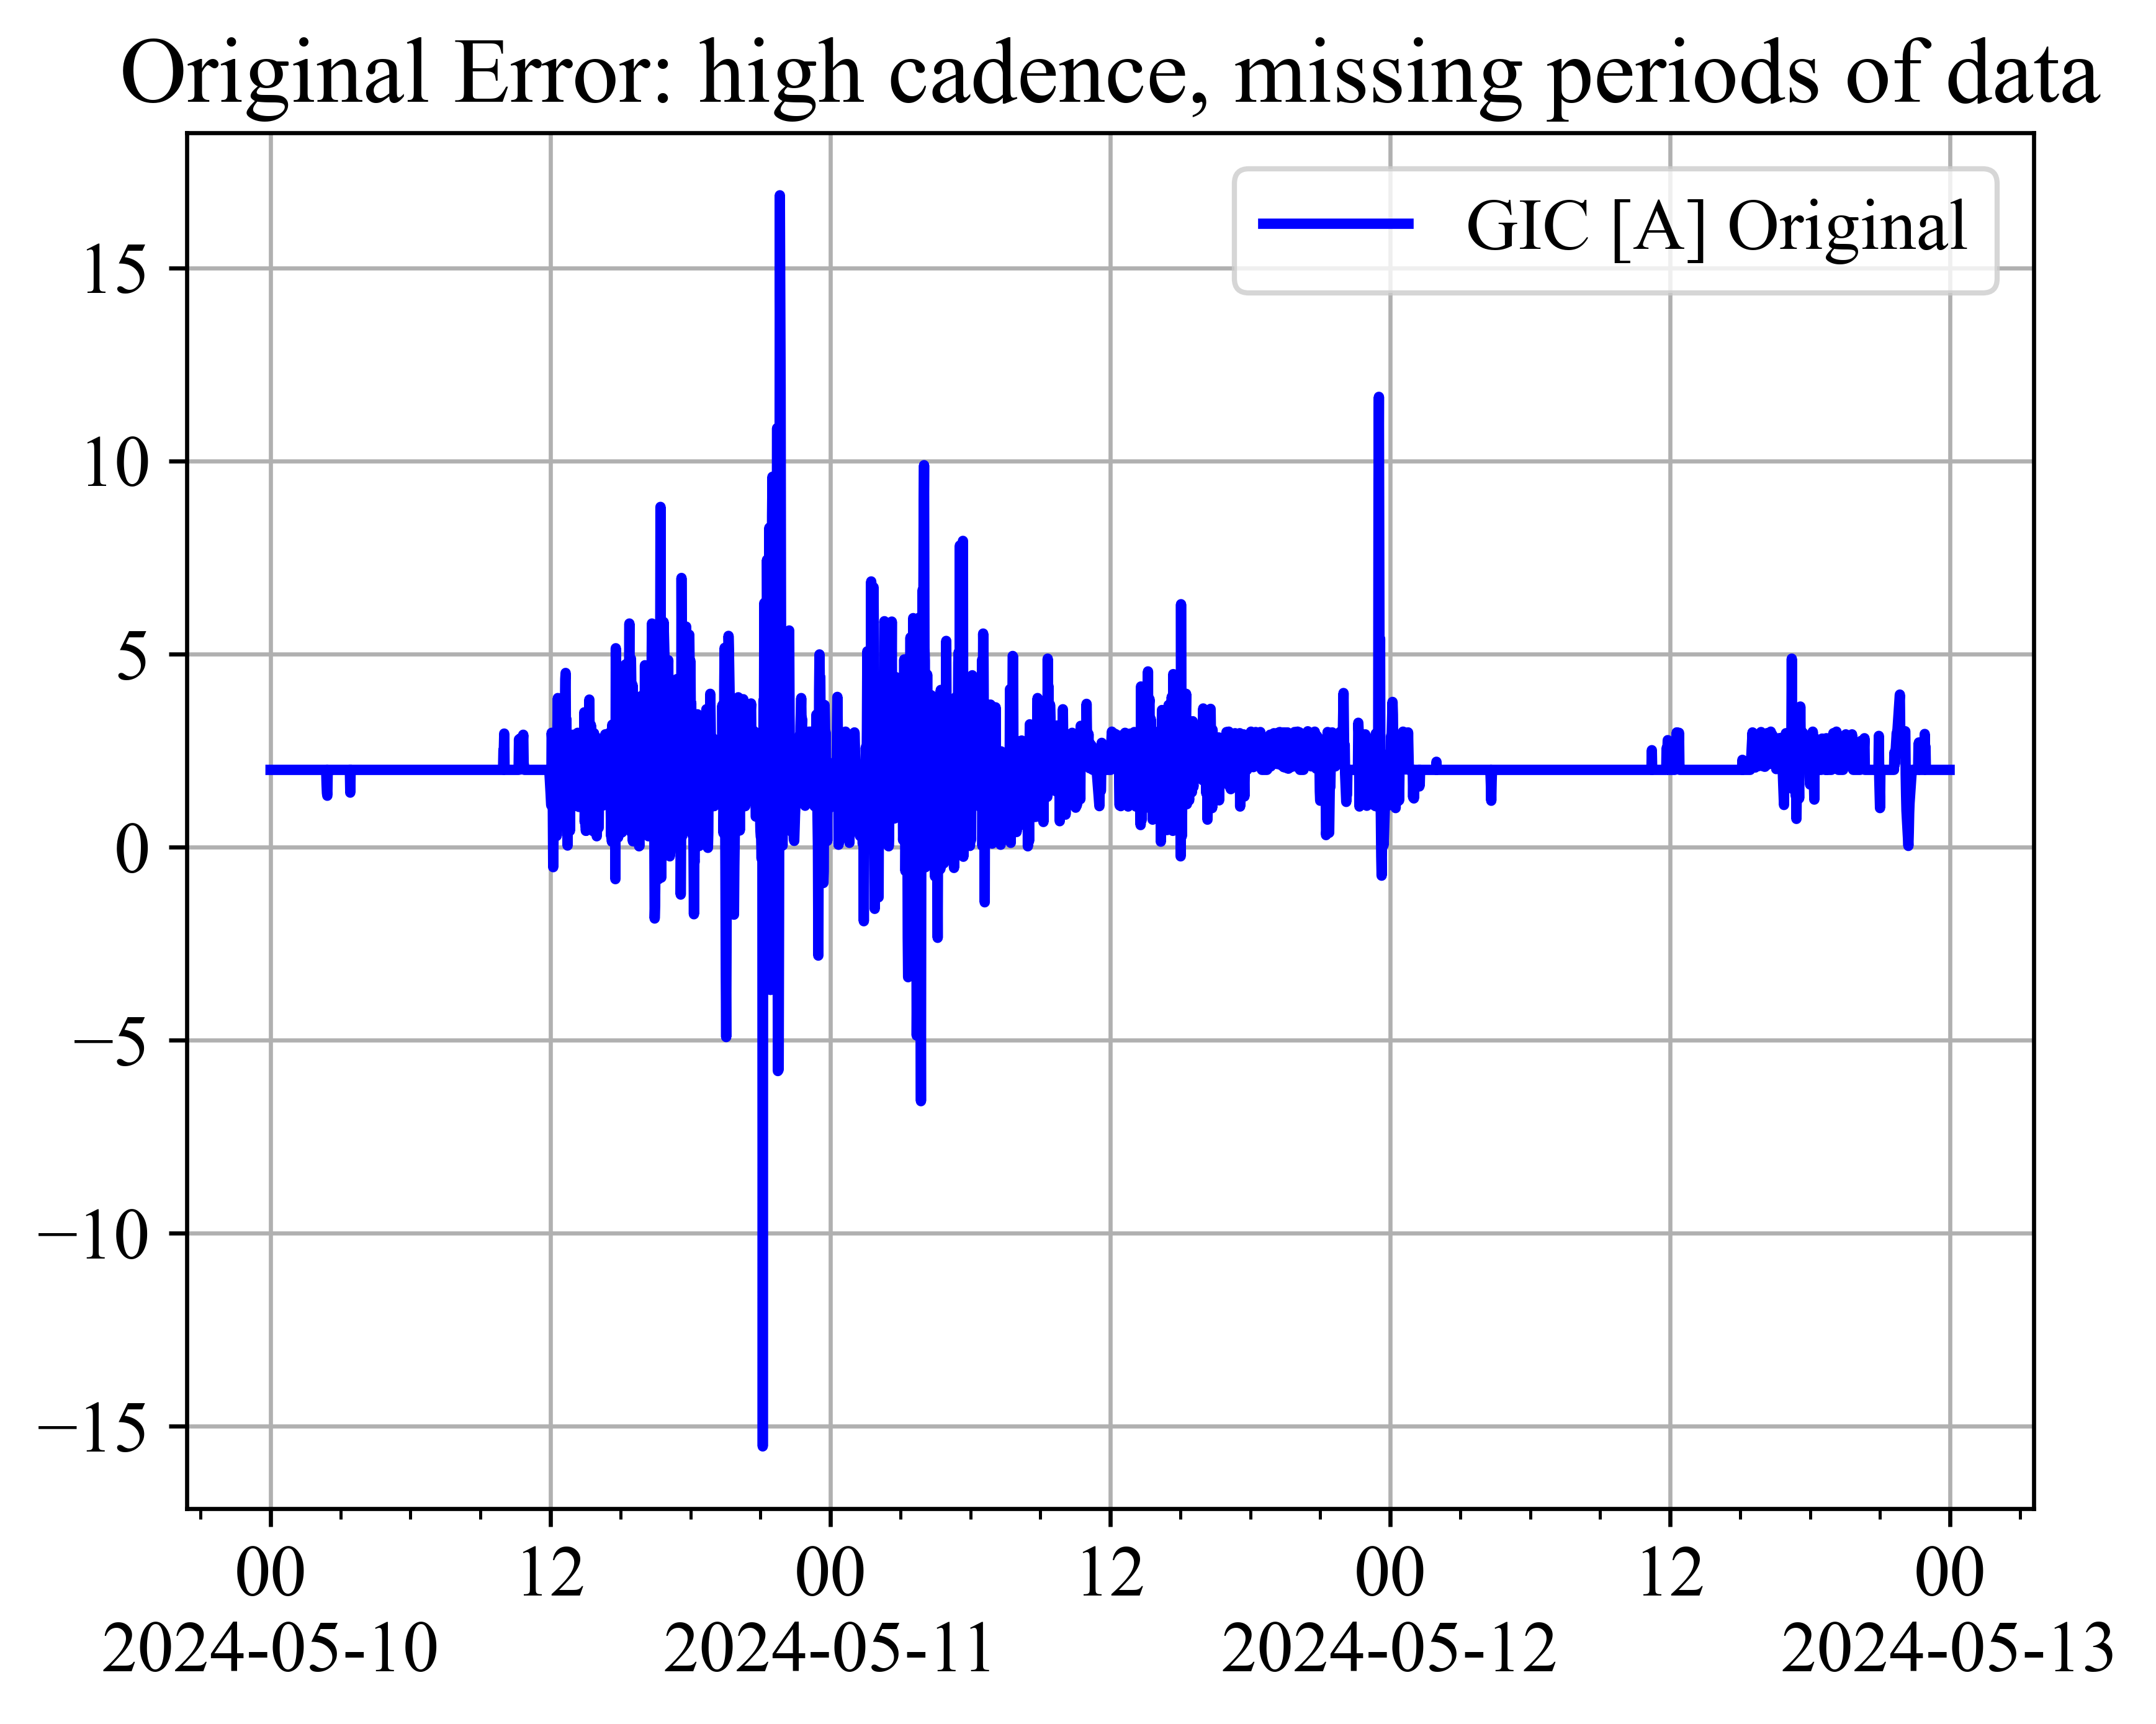 Original Error: high cadence, missing periods of data
GIC [A] Original
15
10
5
0
−5
−10
−15
00 12 00 12 00 12 00
2024-05-10 2024-05-11 2024-05-12 2024-05-13